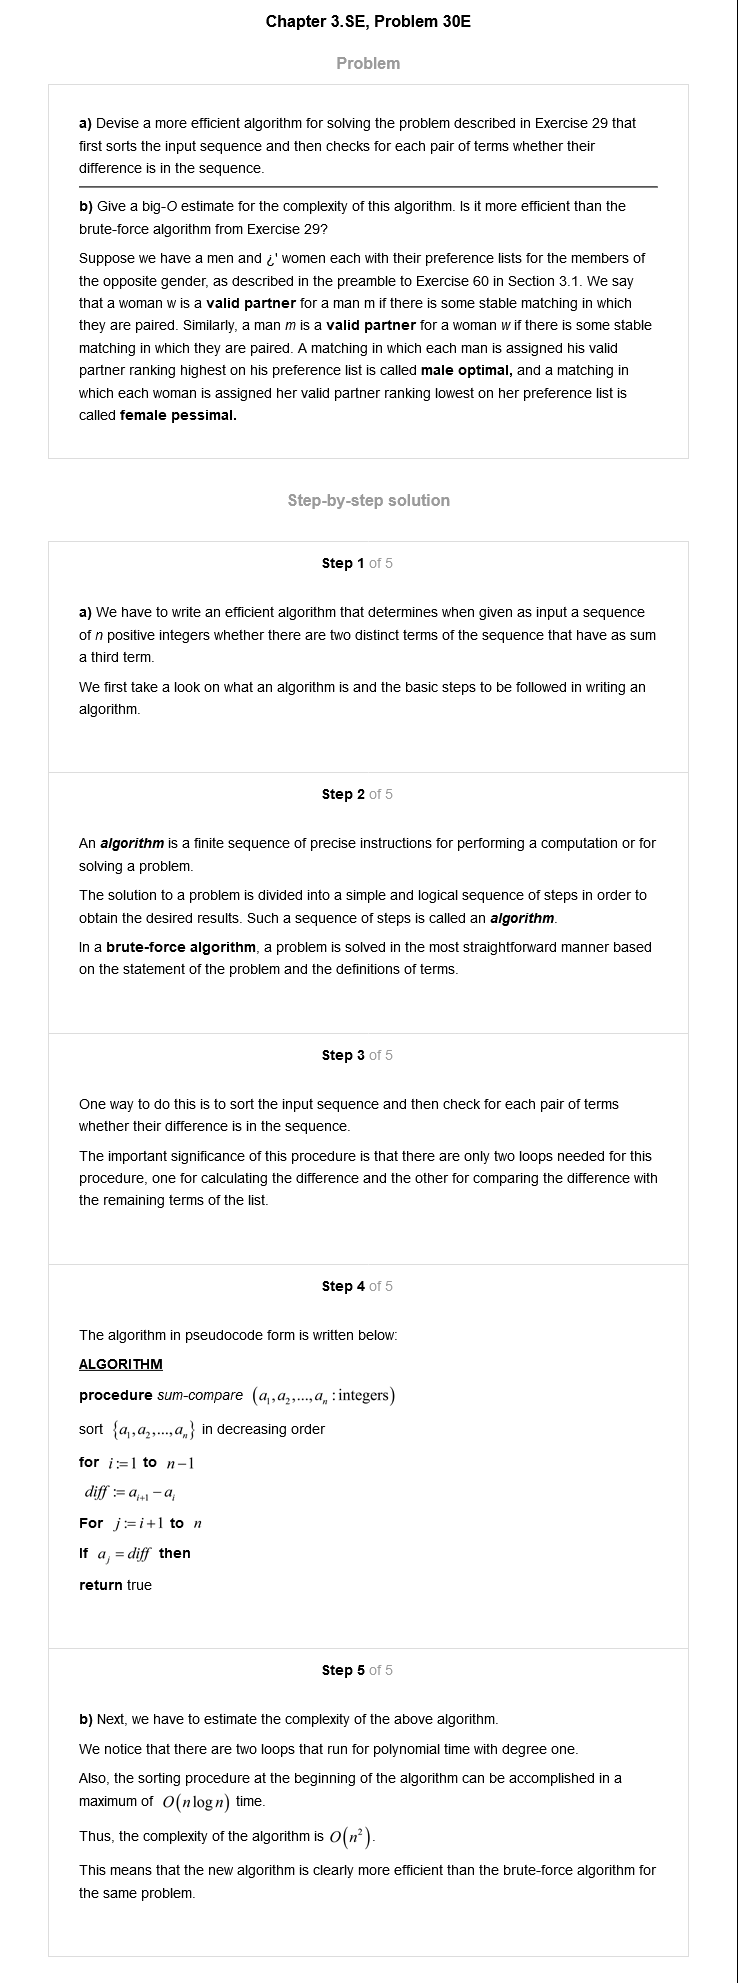 Chapter 3.SE, Problem 30E
Problem
a) Devise a more efficient algorithm for solving the problem described in Exercise 29 that
first sorts the input sequence and then checks for each pair of terms whether their
difference is in the sequence.
b) Give a big-O estimate for the complexity of this algorithm. Is it more efficient than the
brute-force algorithm from Exercise 29?
Suppose we have a men and ¿' women each with their preference lists for the members of
the opposite gender, as described in the preamble to Exercise 60 in Section 3.1. We say
that a woman w is a valid partner for a man m if there is some stable matching in which
they are paired. Similarly, a man m is a valid partner for a woman w if there is some stable
matching in which they are paired. A matching in which each man is assigned his valid
partner ranking highest on his preference list is called male optimal, and a matching in
which each woman is assigned her valid partner ranking lowest on her preference list is
called female pessimal.
Step-by-step solution
Step 1 of 5
a) We have to write an efficient algorithm that determines when given as input a sequence
of n positive integers whether there are two distinct terms of the sequence that have as sum
a third term.
We first take a look on what an algorithm is and the basic steps to be followed in writing an
algorithm.
Step 2 of 5
An algorithm is a finite sequence of precise instructions for performing a computation or for
solving a problem.
The solution to a problem is divided into a simple and logical sequence of steps in order to
obtain the desired results. Such a sequence of steps is called an algorithm.
In a brute-force algorithm, a problem is solved in the most straightforward manner based
on the statement of the problem and the definitions of terms.
Step 3 of 5
One way to do this is to sort the input sequence and then check for each pair of terms
whether their difference is in the sequence.
The important significance of this procedure is that there are only two loops needed for this
procedure, one for calculating the difference and the other for comparing the difference with
the remaining terms of the list.
Step 4 of 5
The algorithm in pseudocode form is written below:
ALGORITHM
procedure sum-compare (a₁,a₂,...,aₙ : integers)
sort {a₁,a₂,...,aₙ} in decreasing order
for i:=1 to n−1
diff := aᵢ₊₁ − aᵢ
For j:=i+1 to n
If aⱼ = diff then
return true
Step 5 of 5
b) Next, we have to estimate the complexity of the above algorithm.
We notice that there are two loops that run for polynomial time with degree one.
Also, the sorting procedure at the beginning of the algorithm can be accomplished in a
maximum of O(n log n) time.
Thus, the complexity of the algorithm is O(n²).
This means that the new algorithm is clearly more efficient than the brute-force algorithm for
the same problem.